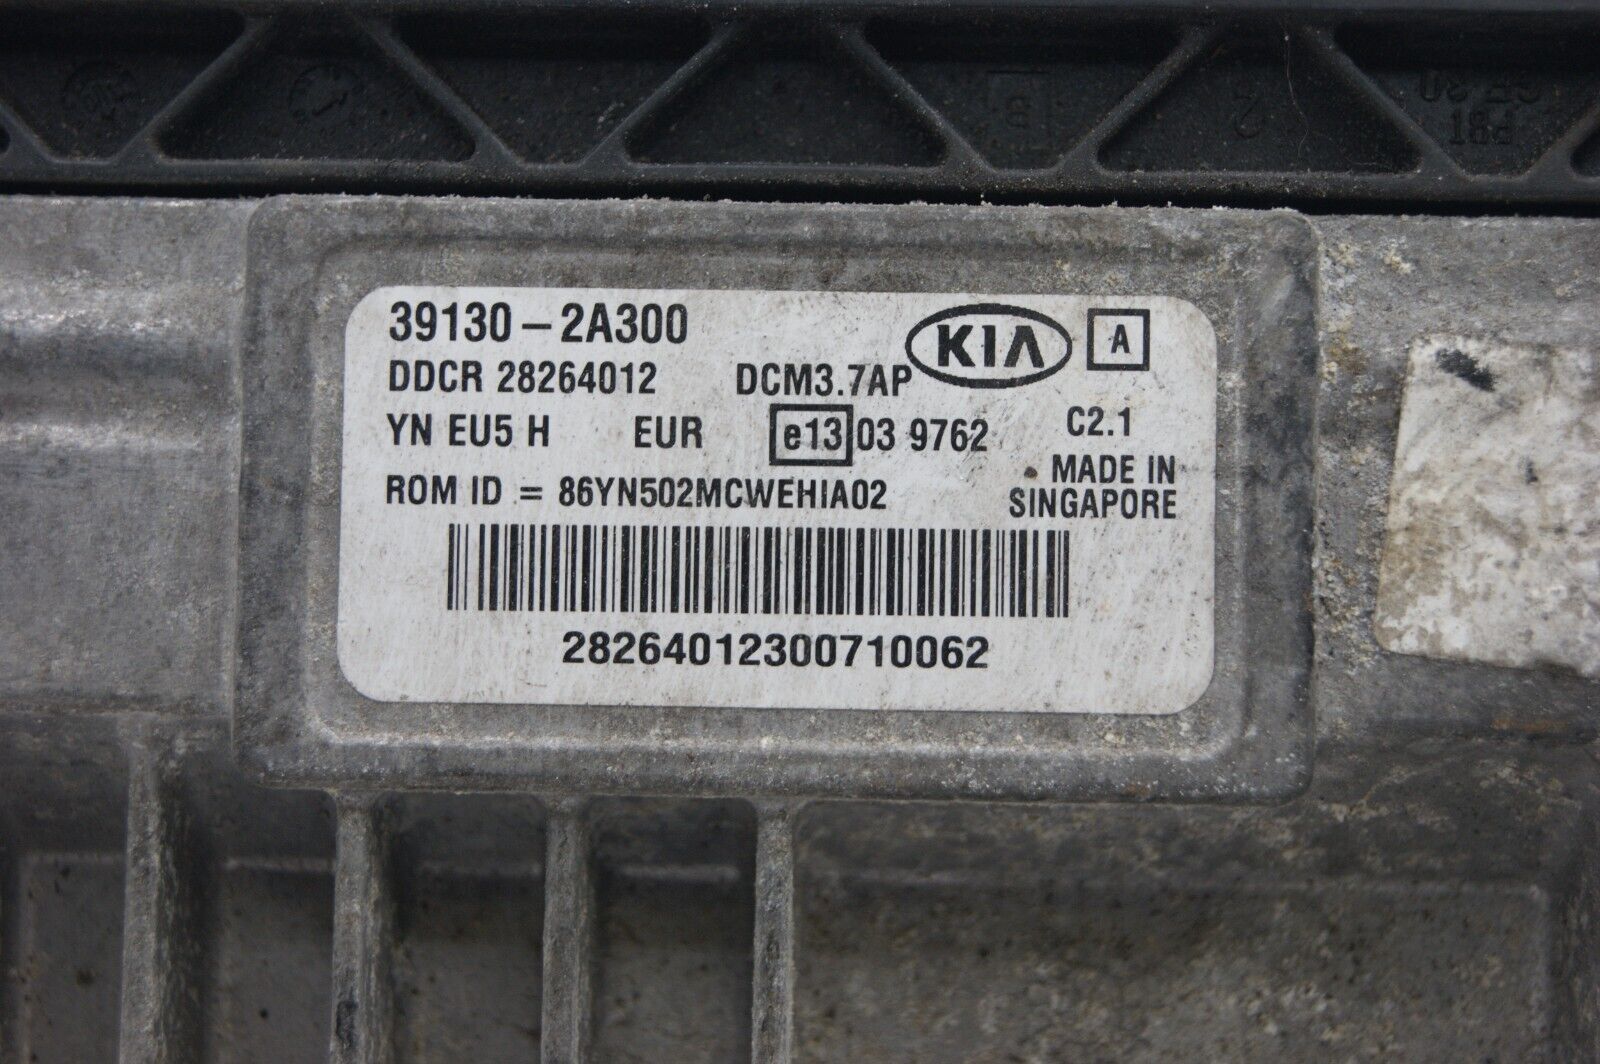 39130-2A300
KIA A
DDCR 28264012 DCM3.7AP
YN EU5 H EUR e13 03 9762 C2.1
ROM ID = 86YN502MCWEHIA02
MADE IN
SINGAPORE
28264012300710062